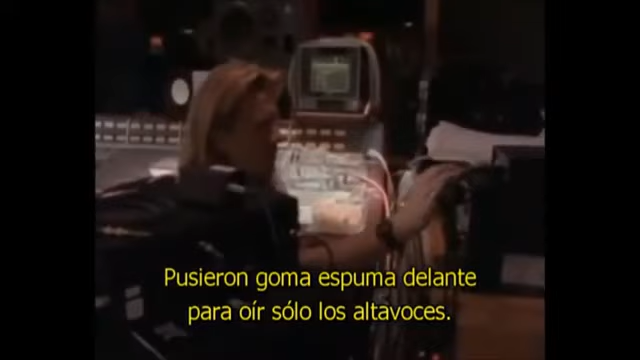 Pusieron goma espuma delante
para oír sólo los altavoces.